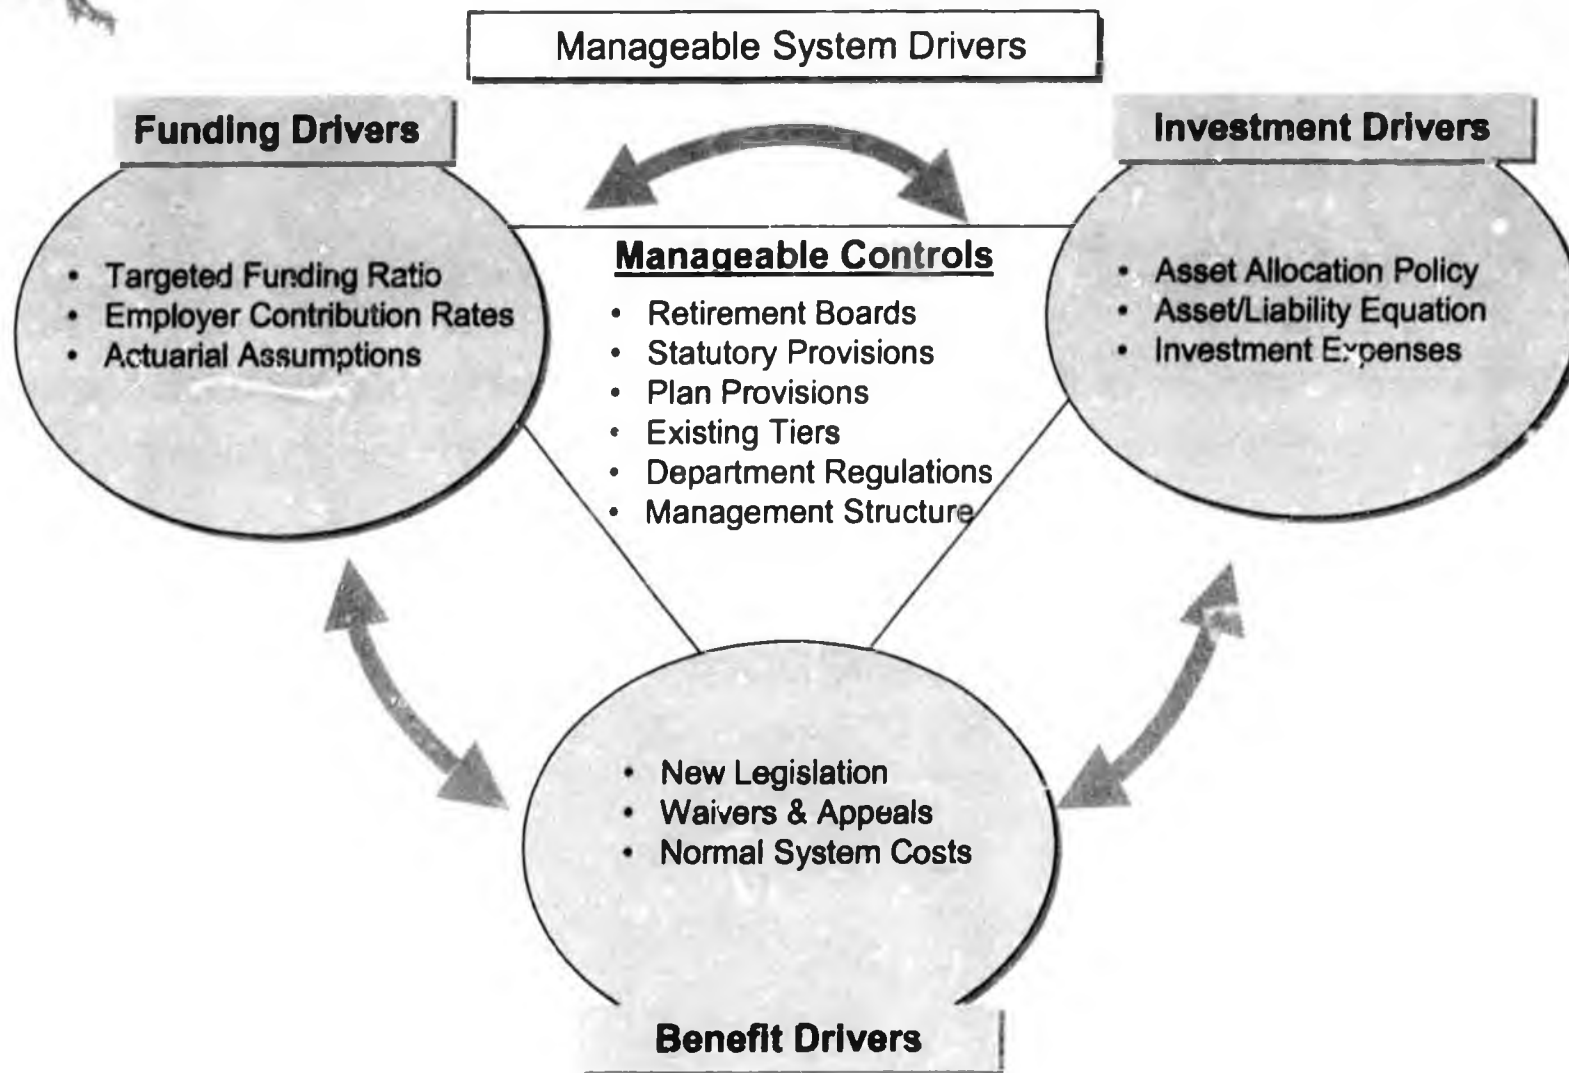 Manageable System Drivers
Funding Drivers
• Targeted Funding Ratio
• Employer Contribution Rates
• Actuarial Assumptions
Manageable Controls
• Retirement Boards
• Statutory Provisions
• Plan Provisions
• Existing Tiers
• Department Regulations
• Management Structure
Investment Drivers
• Asset Allocation Policy
• Asset/Liability Equation
• Investment Expenses
• New Legislation
• Waivers & Appeals
• Normal System Costs
Benefit Drivers